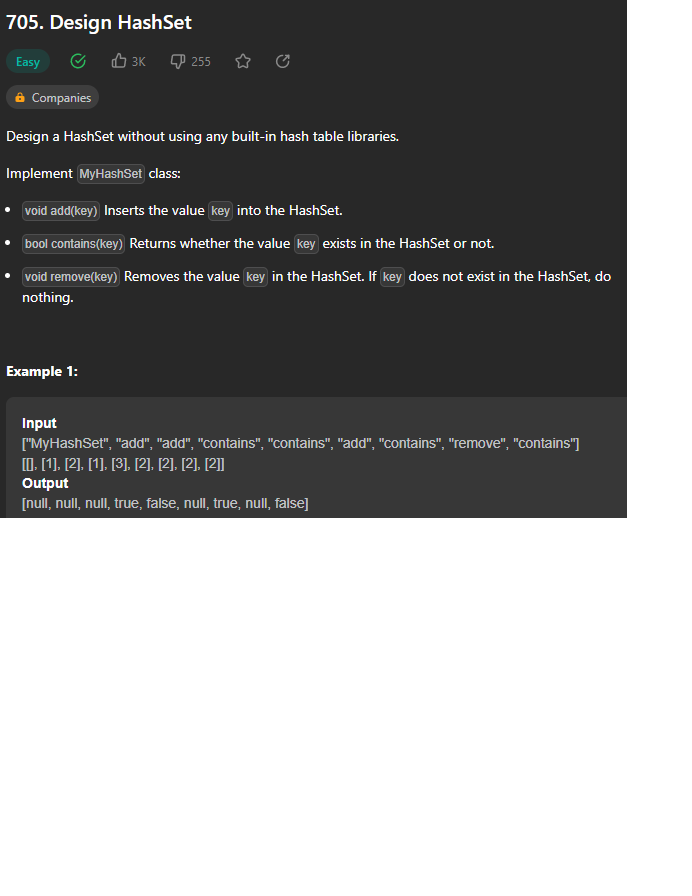 705. Design HashSet
Easy 3K 255
Companies
Design a HashSet without using any built-in hash table libraries.
Implement MyHashSet class:
• void add(key) Inserts the value key into the HashSet.
• bool contains(key) Returns whether the value key exists in the HashSet or not.
• void remove(key) Removes the value key in the HashSet. If key does not exist in the HashSet, do
nothing.
Example 1:
Input
["MyHashSet", "add", "add", "contains", "contains", "add", "contains", "remove", "contains"]
[[], [1], [2], [1], [3], [2], [2], [2], [2]]
Output
[null, null, null, true, false, null, true, null, false]